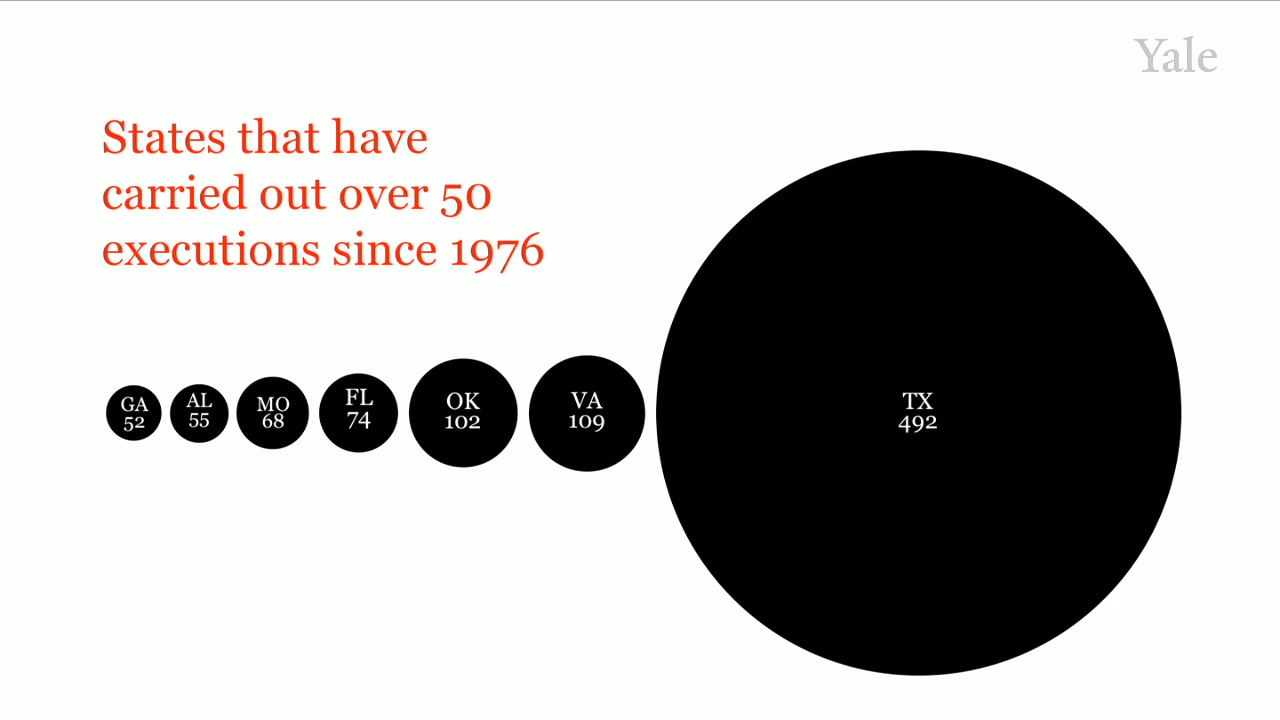 Yale
States that have
carried out over 50
executions since 1976
GA
52
AL
55
MO
68
FL
74
OK
102
VA
109
TX
492